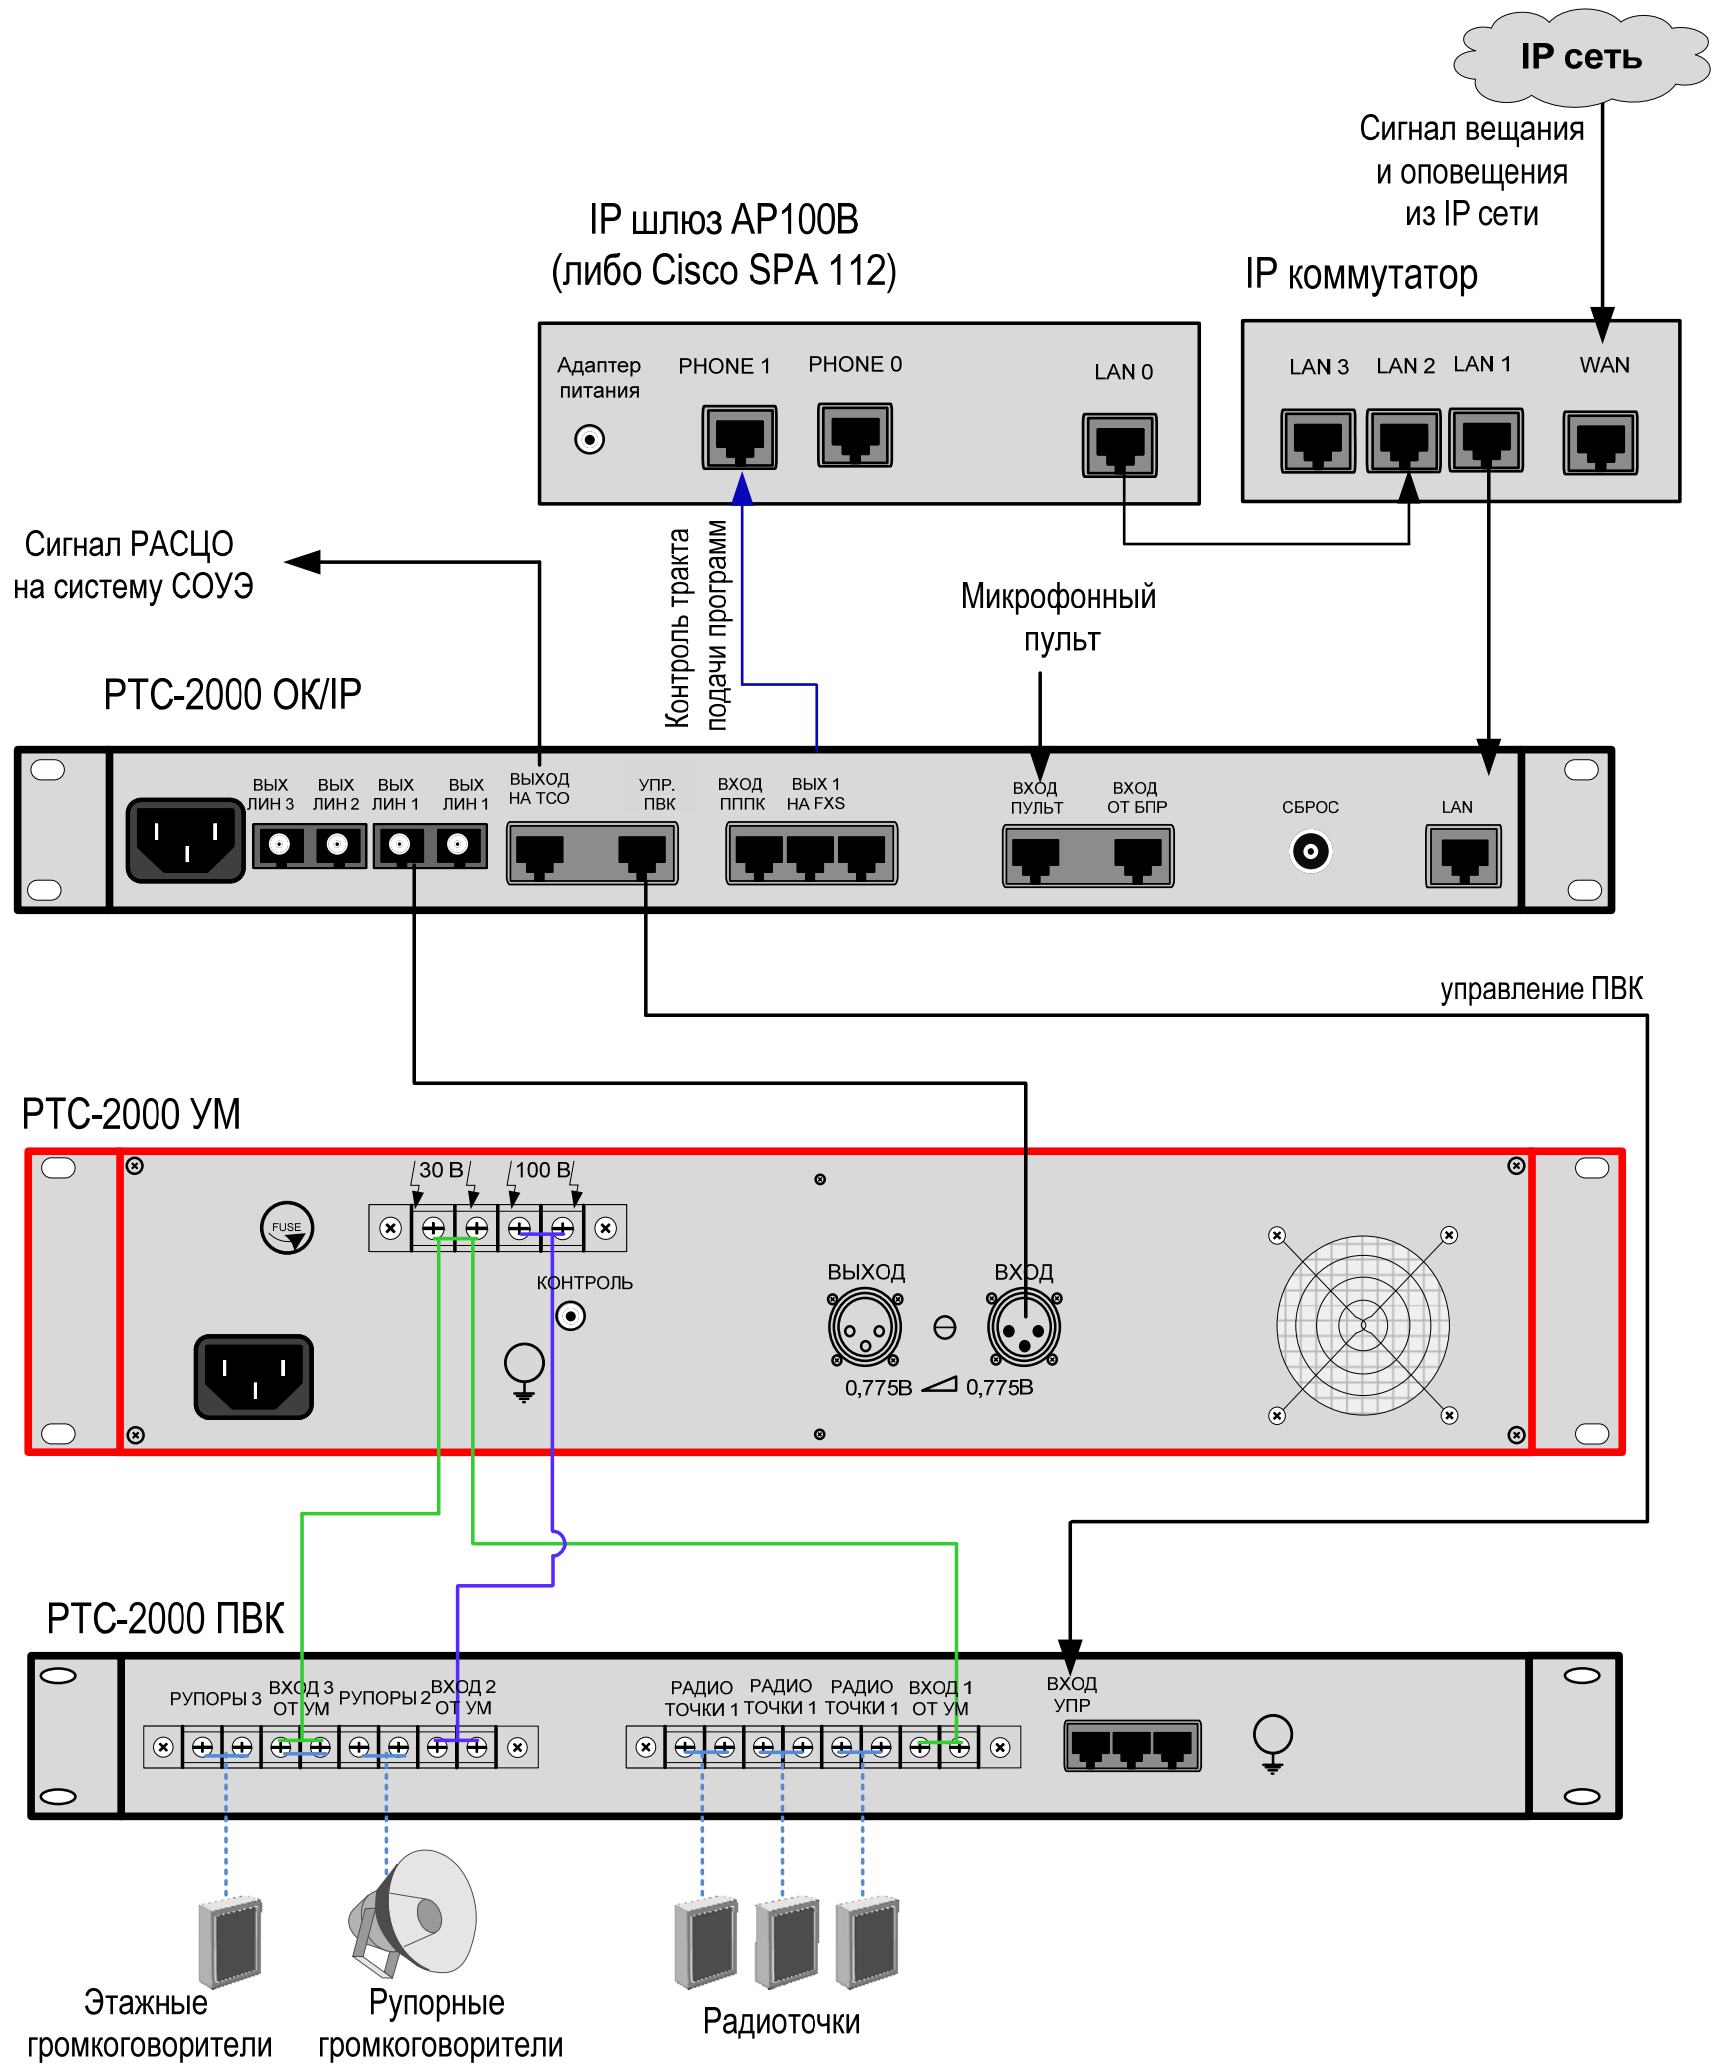 IP сеть
Сигнал вещания
и оповещения
из IP сети
IP шлюз AP100B
(либо Cisco SPA 112)
IP коммутатор
Адаптер
питания
PHONE 1
PHONE 0
LAN 0
LAN 3
LAN 2
LAN 1
WAN
Сигнал РАСЦО
на систему СОУЭ
Контроль тракта
подачи программ
Микрофонный
пульт
РТС-2000 ОК/IP
ВЫХ
ЛИН 3
ВЫХ
ЛИН 2
ВЫХ
ЛИН 1
ВЫХ
ЛИН 1
ВЫХОД
НА ТСО
УПР.
ПВК
ВХОД
ПППК
ВЫХ 1
НА FXS
ВХОД
ПУЛЬТ
ВХОД
ОТ БПР
СБРОС
LAN
управление ПВК
РТС-2000 УМ
30 В
100 В
FUSE
КОНТРОЛЬ
ВЫХОД
ВХОД
0,775В
0,775В
РТС-2000 ПВК
РУПОРЫ 3
ВХОД 3
ОТ УМ
РУПОРЫ 2
ВХОД 2
ОТ УМ
РАДИО
ТОЧКИ 1
РАДИО
ТОЧКИ 1
РАДИО
ТОЧКИ 1
ВХОД 1
ОТ УМ
ВХОД
УПР
Этажные
громкоговорители
Рупорные
громкоговорители
Радиоточки